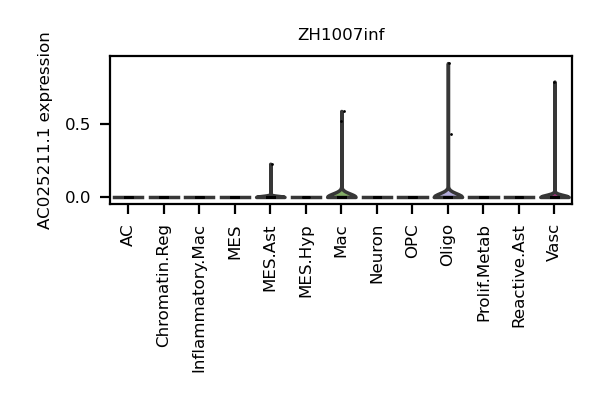 ZH1007inf
AC025211.1 expression
0.5
0.0
AC
Chromatin.Reg
Inflammatory.Mac
MES
MES.Ast
MES.Hyp
Mac
Neuron
OPC
Oligo
Prolif.Metab
Reactive.Ast
Vasc